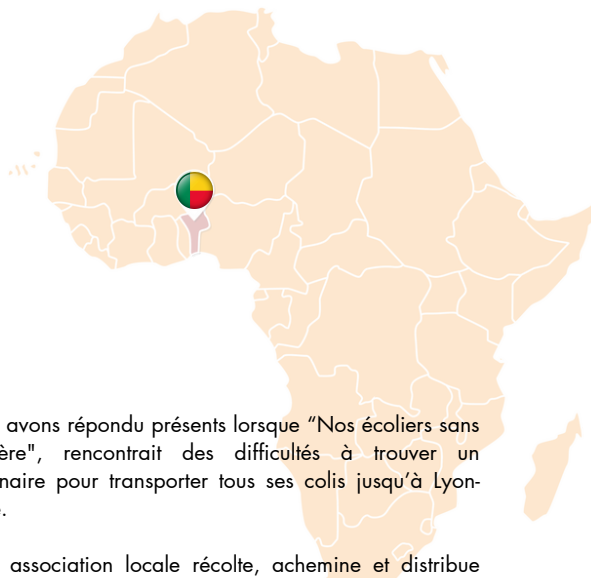 avons répondu présents lorsque “Nos écoliers sans
ère", rencontrait des difficultés à trouver un
naire pour transporter tous ses colis jusqu’à Lyon-
.
association locale récolte, achemine et distribue